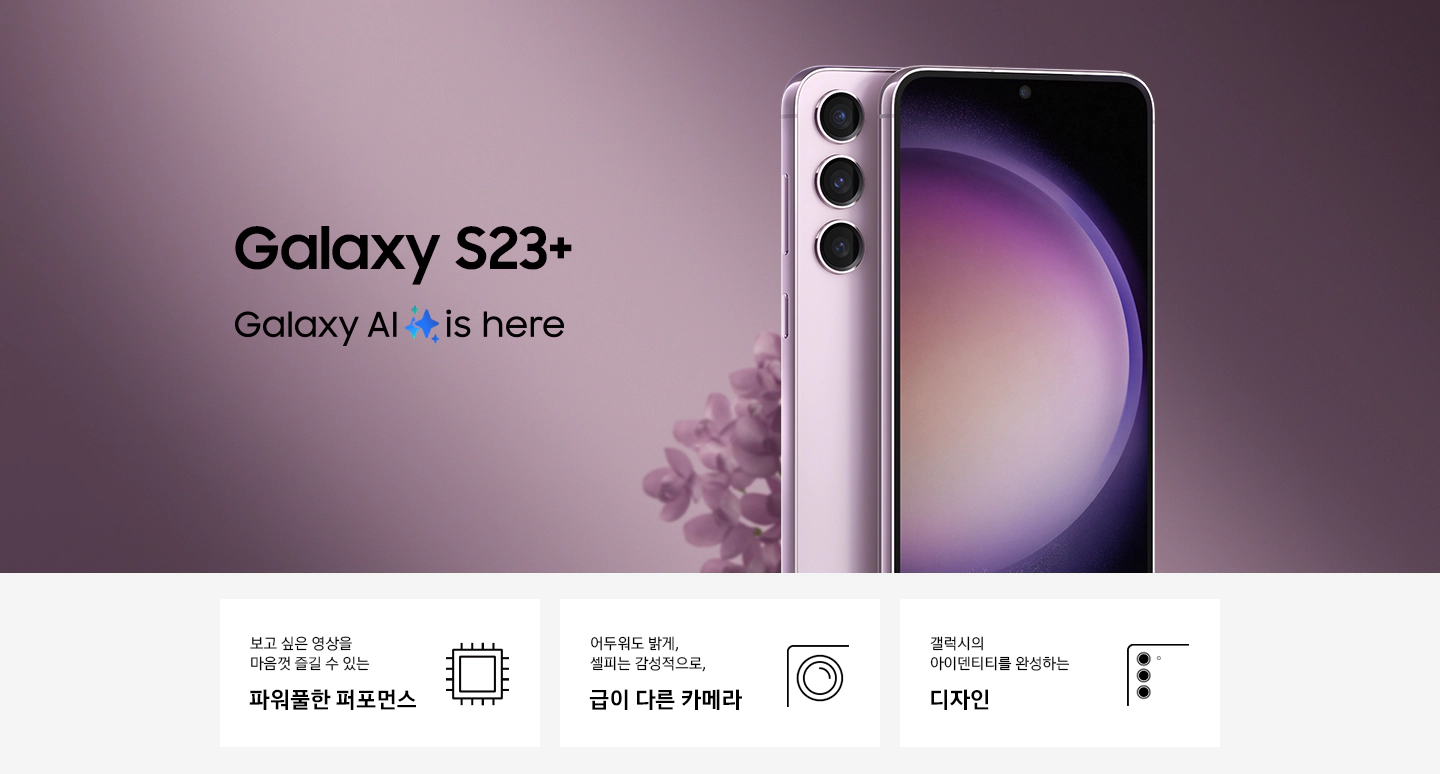 Galaxy S23+
Galaxy AI is here
보고 싶은 영상을
마음껏 즐길 수 있는
파워풀한 퍼포먼스
어두워도 밝게,
셀피는 감성적으로,
급이 다른 카메라
갤럭시의
아이덴티티를 완성하는
디자인